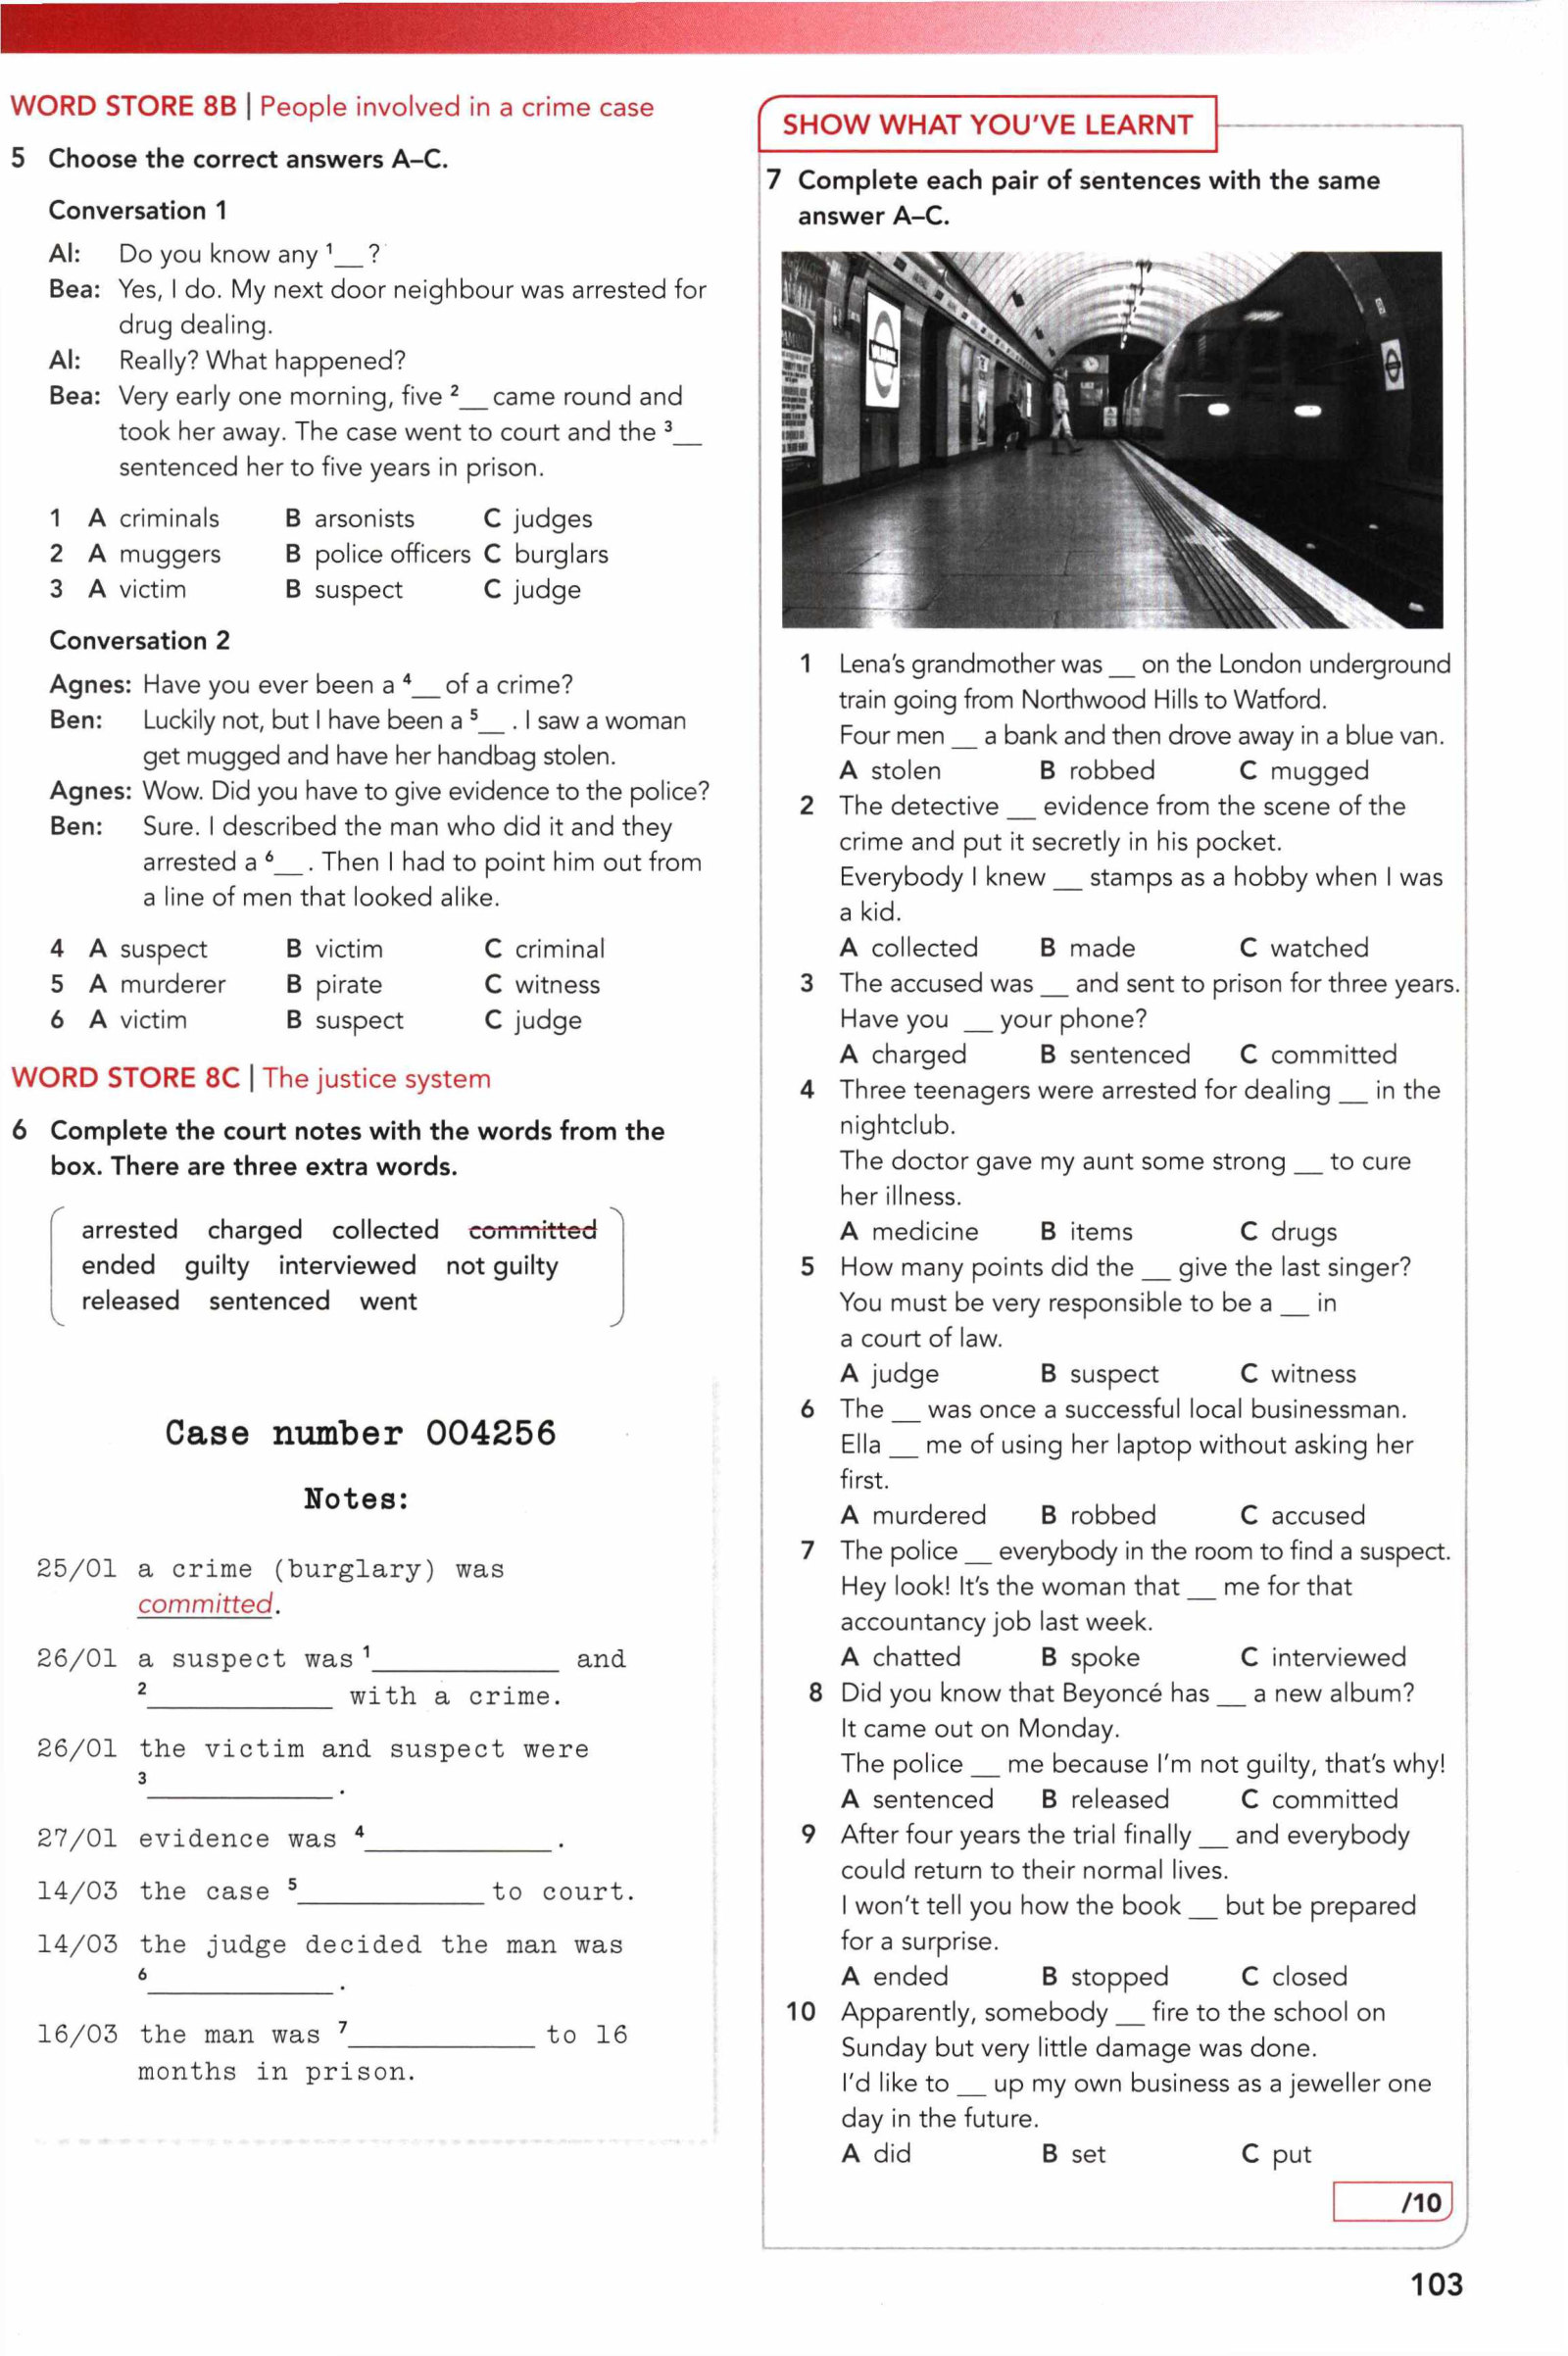 WORD STORE 8B | People involved in a crime case
5 Choose the correct answers A–C.
Conversation 1
Al: Do you know any ¹__ ?
Bea: Yes, I do. My next door neighbour was arrested for
drug dealing.
Al: Really? What happened?
Bea: Very early one morning, five ²__ came round and
took her away. The case went to court and the ³__
sentenced her to five years in prison.
1 A criminals B arsonists C judges
2 A muggers B police officers C burglars
3 A victim B suspect C judge
Conversation 2
Agnes: Have you ever been a ⁴__ of a crime?
Ben: Luckily not, but I have been a ⁵__ . I saw a woman
get mugged and have her handbag stolen.
Agnes: Wow. Did you have to give evidence to the police?
Ben: Sure. I described the man who did it and they
arrested a ⁶__ . Then I had to point him out from
a line of men that looked alike.
4 A suspect B victim C criminal
5 A murderer B pirate C witness
6 A victim B suspect C judge
WORD STORE 8C | The justice system
6 Complete the court notes with the words from the
box. There are three extra words.
arrested charged collected committed
ended guilty interviewed not guilty
released sentenced went
Case number 004256
Notes:
25/01 a crime (burglary) was
committed.
26/01 a suspect was ¹____________ and
²____________ with a crime.
26/01 the victim and suspect were
³____________ .
27/01 evidence was ⁴____________ .
14/03 the case ⁵____________ to court.
14/03 the judge decided the man was
⁶____________ .
16/03 the man was ⁷____________ to 16
months in prison.
SHOW WHAT YOU'VE LEARNT
7 Complete each pair of sentences with the same
answer A–C.
1 Lena's grandmother was __ on the London underground
train going from Northwood Hills to Watford.
Four men __ a bank and then drove away in a blue van.
A stolen B robbed C mugged
2 The detective __ evidence from the scene of the
crime and put it secretly in his pocket.
Everybody I knew __ stamps as a hobby when I was
a kid.
A collected B made C watched
3 The accused was __ and sent to prison for three years.
Have you __ your phone?
A charged B sentenced C committed
4 Three teenagers were arrested for dealing __ in the
nightclub.
The doctor gave my aunt some strong __ to cure
her illness.
A medicine B items C drugs
5 How many points did the __ give the last singer?
You must be very responsible to be a __ in
a court of law.
A judge B suspect C witness
6 The __ was once a successful local businessman.
Ella __ me of using her laptop without asking her
first.
A murdered B robbed C accused
7 The police __ everybody in the room to find a suspect.
Hey look! It's the woman that __ me for that
accountancy job last week.
A chatted B spoke C interviewed
8 Did you know that Beyoncé has __ a new album?
It came out on Monday.
The police __ me because I'm not guilty, that's why!
A sentenced B released C committed
9 After four years the trial finally __ and everybody
could return to their normal lives.
I won't tell you how the book __ but be prepared
for a surprise.
A ended B stopped C closed
10 Apparently, somebody __ fire to the school on
Sunday but very little damage was done.
I'd like to __ up my own business as a jeweller one
day in the future.
A did B set C put
/10
103